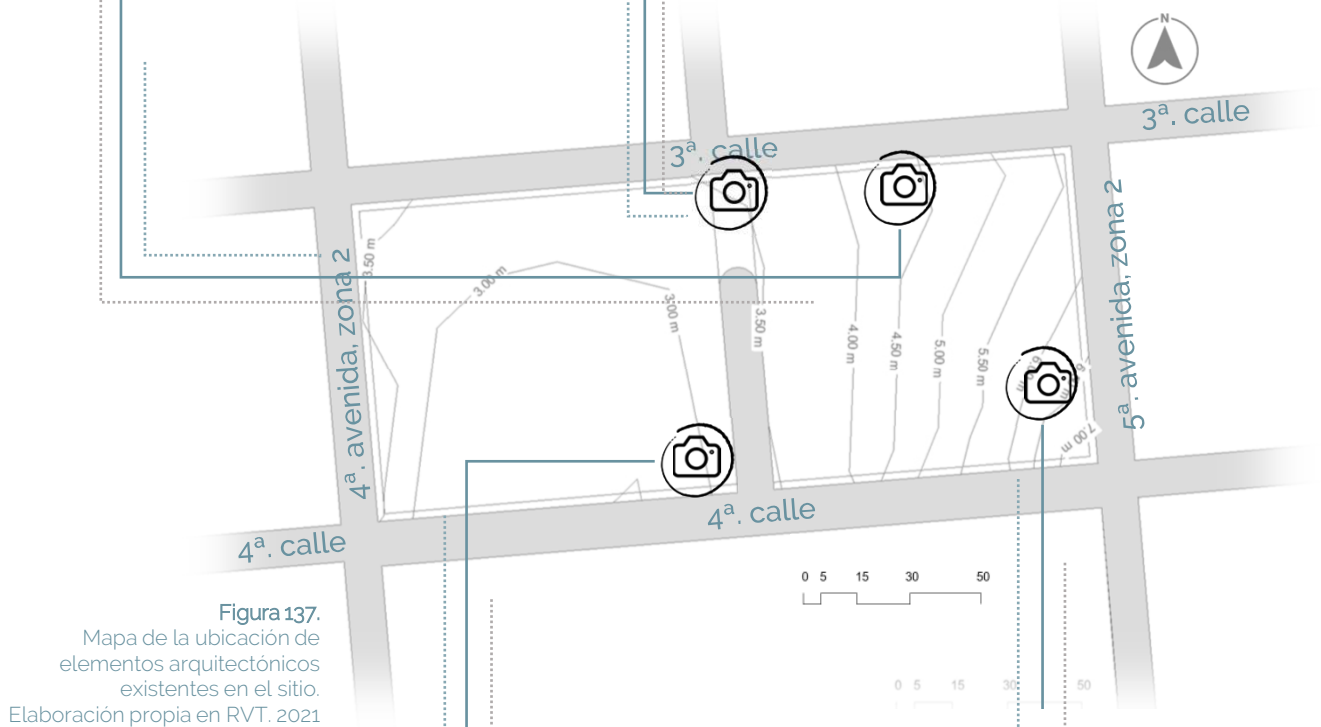 N
3ª. calle
3ª. calle
5ª. avenida, zona 2
4ª. avenida, zona 2
3.50 m
3.00 m
3.00 m
3.50 m
4.00 m
4.50 m
5.00 m
5.50 m
7.00 m
4ª. calle
4ª. calle
0 5 15 30 50
0 5 15 30 50
Figura 137.
Mapa de la ubicación de
elementos arquitectónicos
existentes en el sitio.
Elaboración propia en RVT. 2021